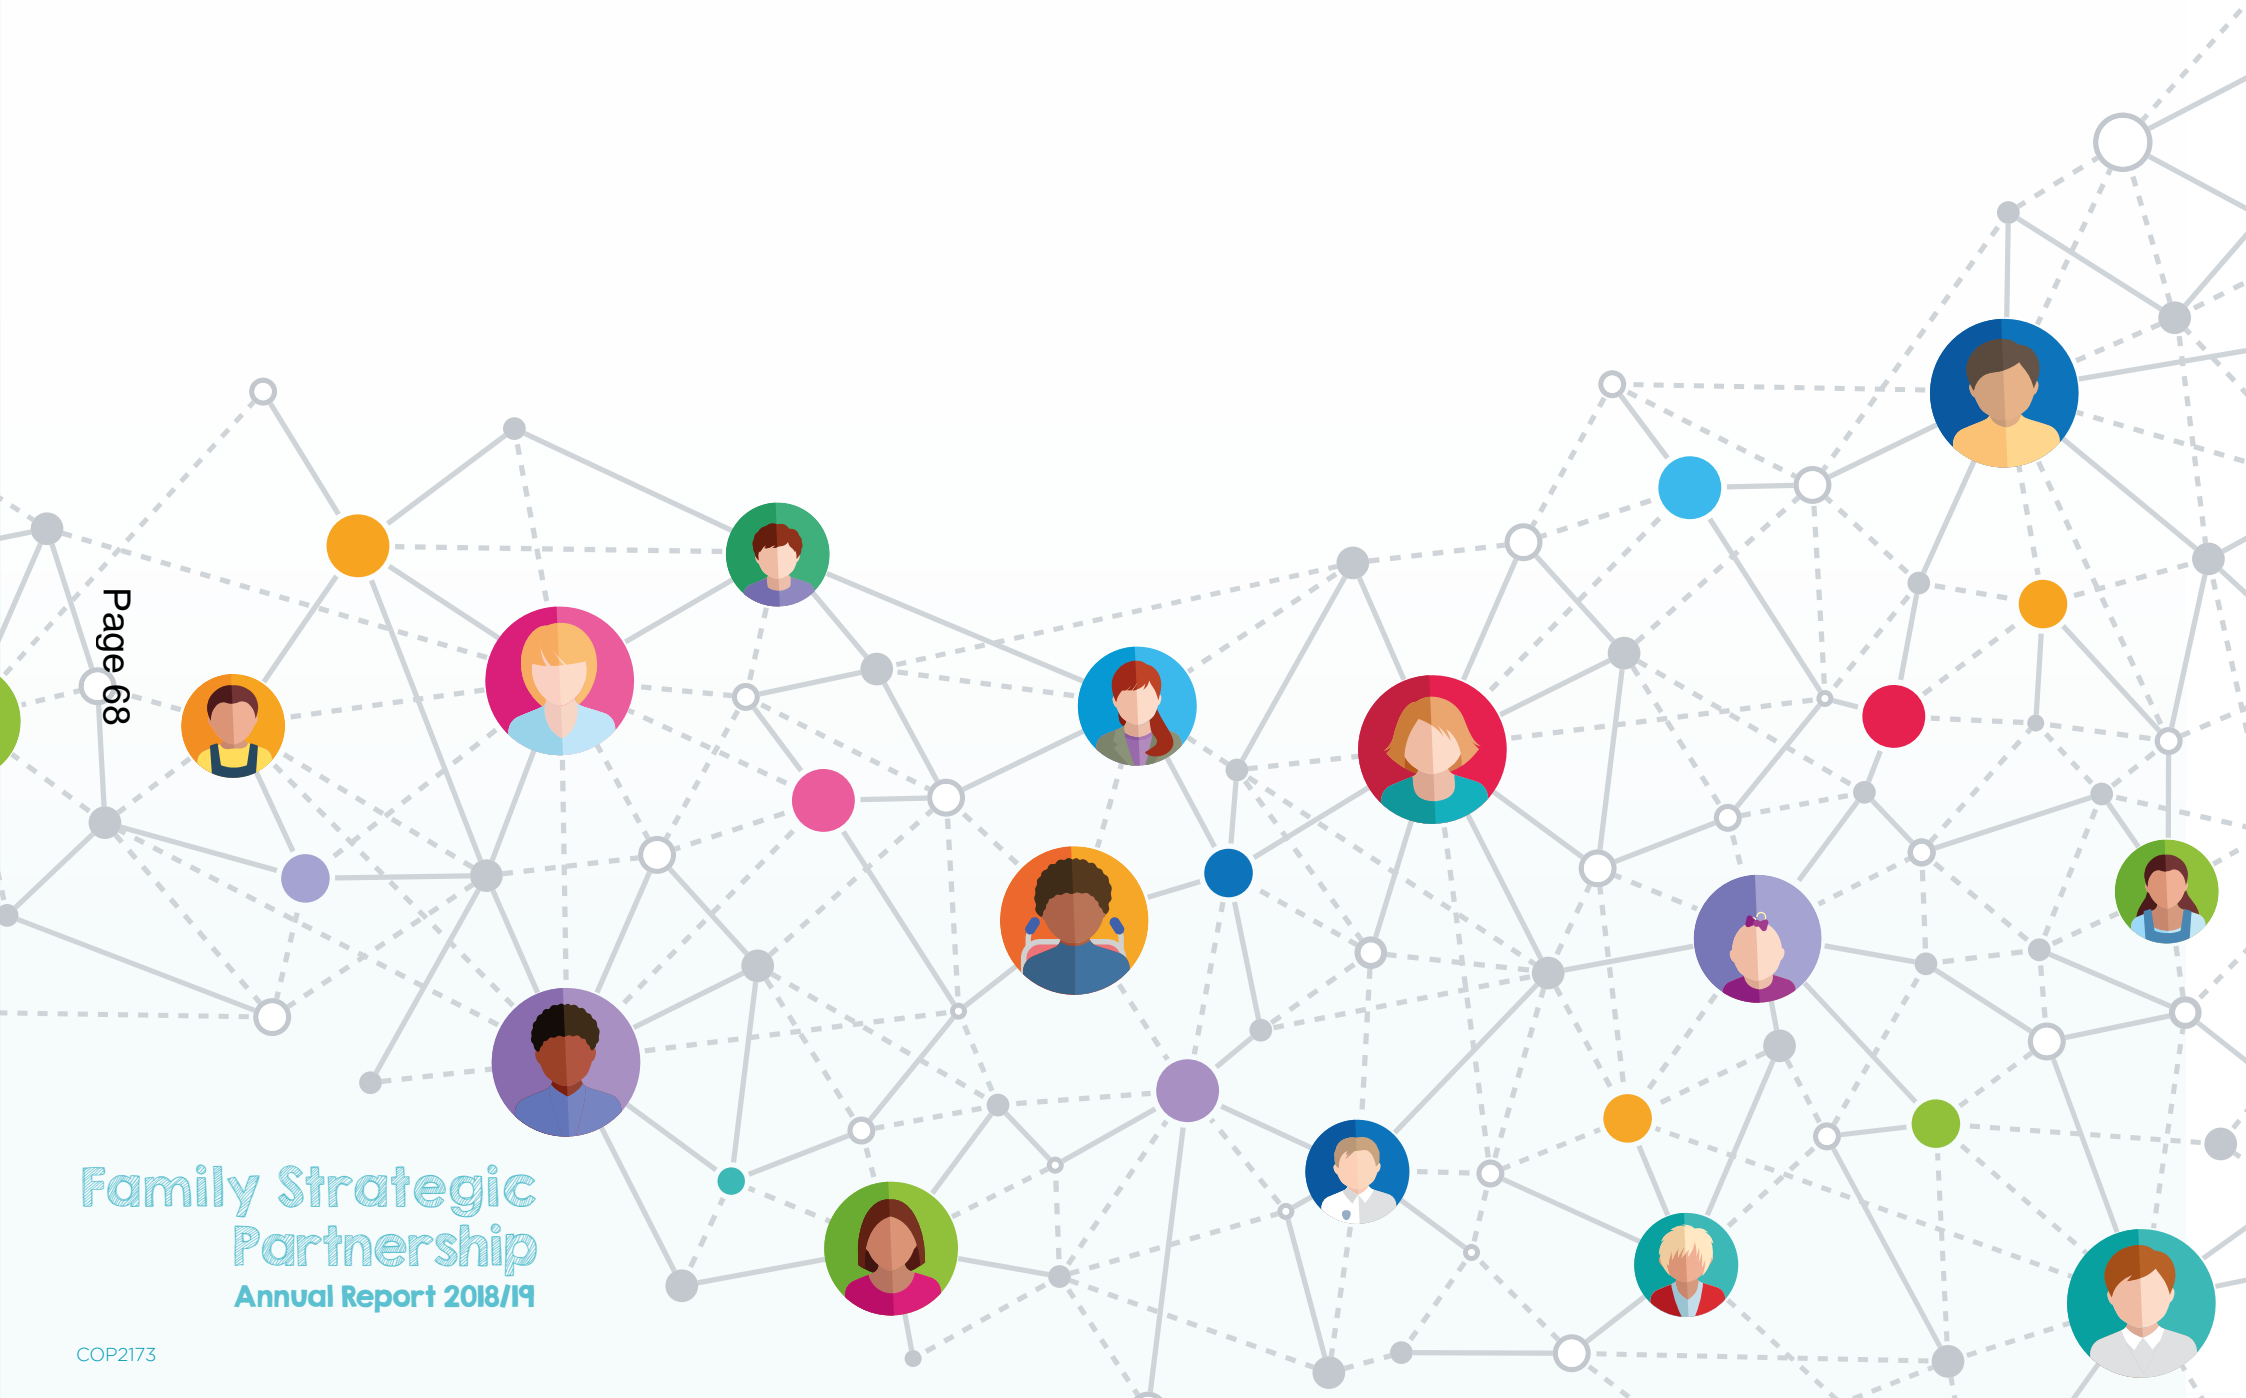 Page 68
Family Strategic
Partnership
Annual Report 2018/19
COP2173